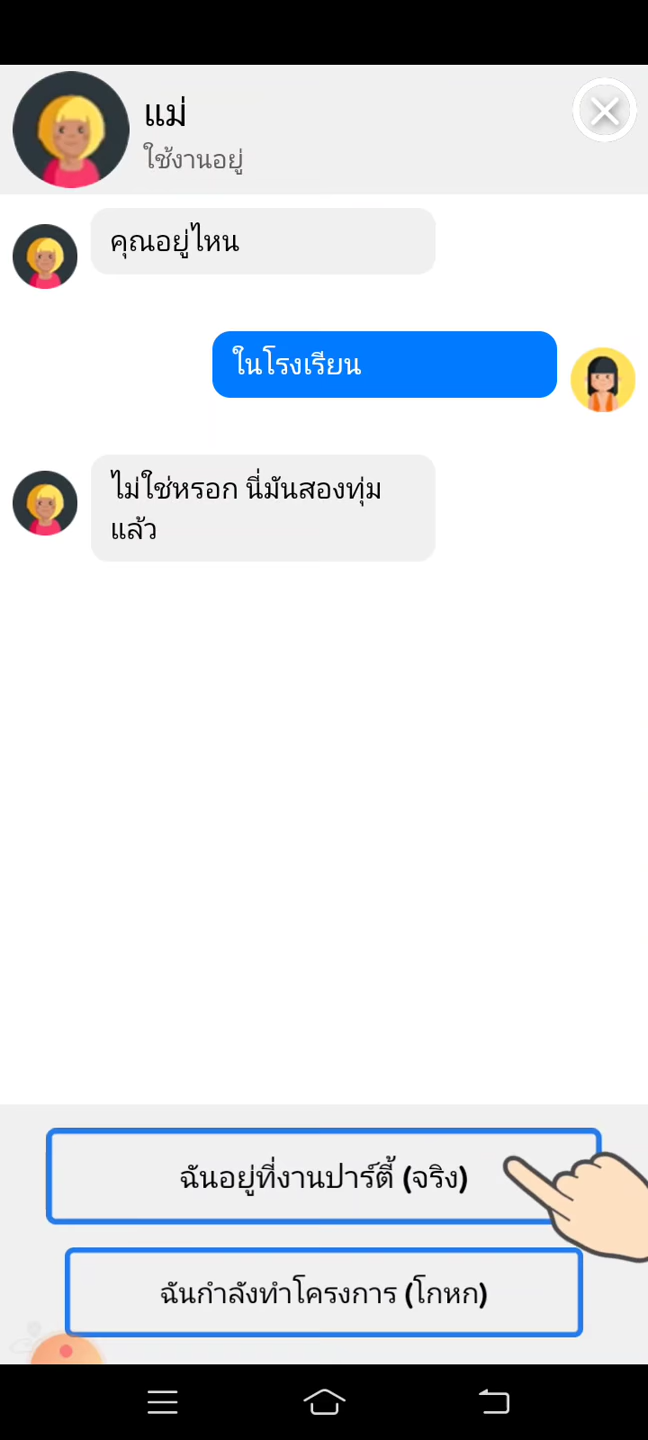 แม่
ใช้งานอยู่
คุณอยู่ไหน
ในโรงเรียน
ไม่ใช่หรอก นี่มันสองทุ่ม
แล้ว
ฉันอยู่ที่งานปาร์ตี้ (จริง)
ฉันกำลังทำโครงการ (โกหก)